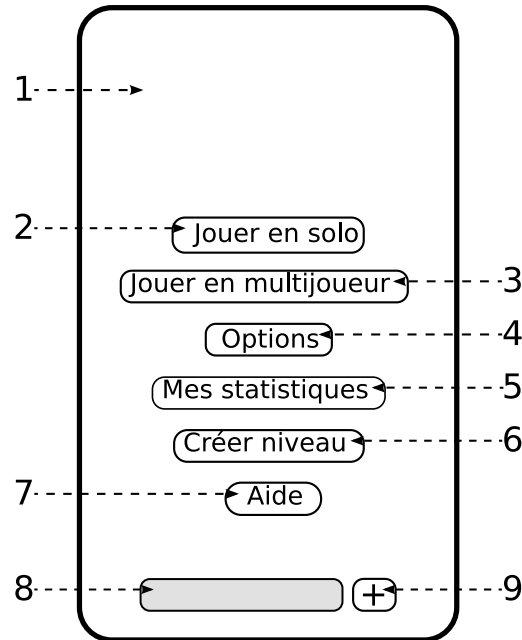 1
2 Jouer en solo
Jouer en multijoueur 3
Options 4
Mes statistiques 5
Créer niveau 6
7 Aide
8 + 9